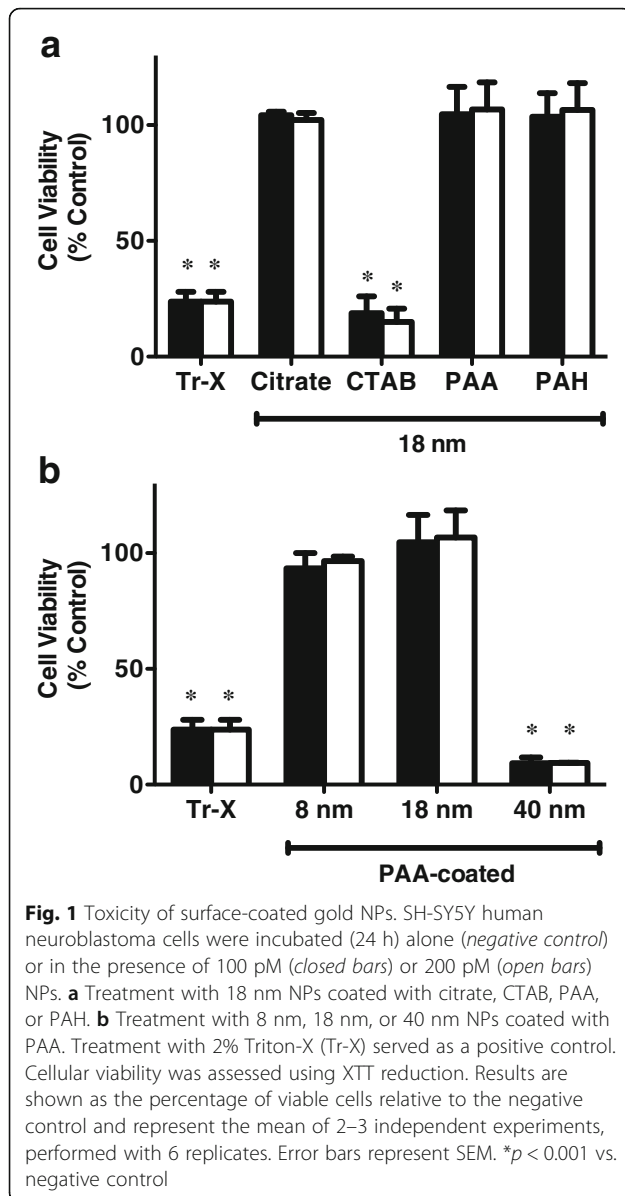 a
Cell Viability
(% Control)
100
50
0
* *
* *
Tr-X Citrate CTAB PAA PAH
18 nm
b
Cell Viability
(% Control)
100
50
0
* *
* *
Tr-X 8 nm 18 nm 40 nm
PAA-coated
Fig. 1 Toxicity of surface-coated gold NPs. SH-SY5Y human
neuroblastoma cells were incubated (24 h) alone (negative control)
or in the presence of 100 pM (closed bars) or 200 pM (open bars)
NPs. a Treatment with 18 nm NPs coated with citrate, CTAB, PAA,
or PAH. b Treatment with 8 nm, 18 nm, or 40 nm NPs coated with
PAA. Treatment with 2% Triton-X (Tr-X) served as a positive control.
Cellular viability was assessed using XTT reduction. Results are
shown as the percentage of viable cells relative to the negative
control and represent the mean of 2–3 independent experiments,
performed with 6 replicates. Error bars represent SEM. *p < 0.001 vs.
negative control